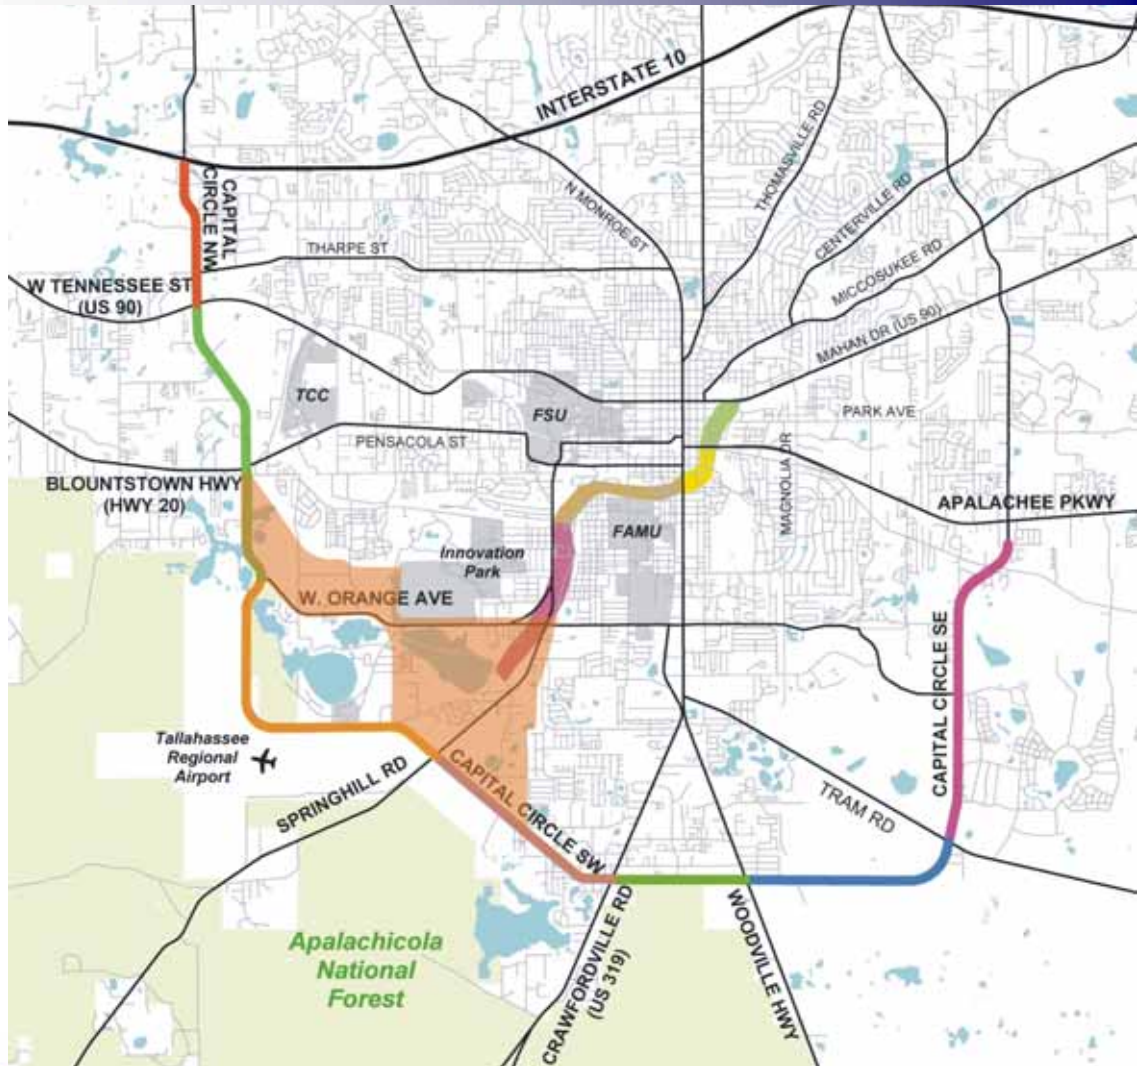 INTERSTATE 10
CAPITAL
CIRCLE NW
N MONROE ST
THOMASVILLE RD
CENTERVILLE RD
MICCOSUKEE RD
MAHAN DR (US 90)
THARPE ST
W TENNESSEE ST
(US 90)
TCC
FSU
PARK AVE
PENSACOLA ST
MAGNOLIA DR
BLOUNTSTOWN HWY
(HWY 20)
APALACHEE PKWY
FAMU
Innovation
Park
W. ORANGE AVE
CAPITAL CIRCLE SE
Tallahassee
Regional
Airport
SPRINGHILL RD
CAPITAL CIRCLE SW
TRAM RD
Apalachicola
National
Forest
CRAWFORDVILLE RD
(US 319)
WOODVILLE HWY